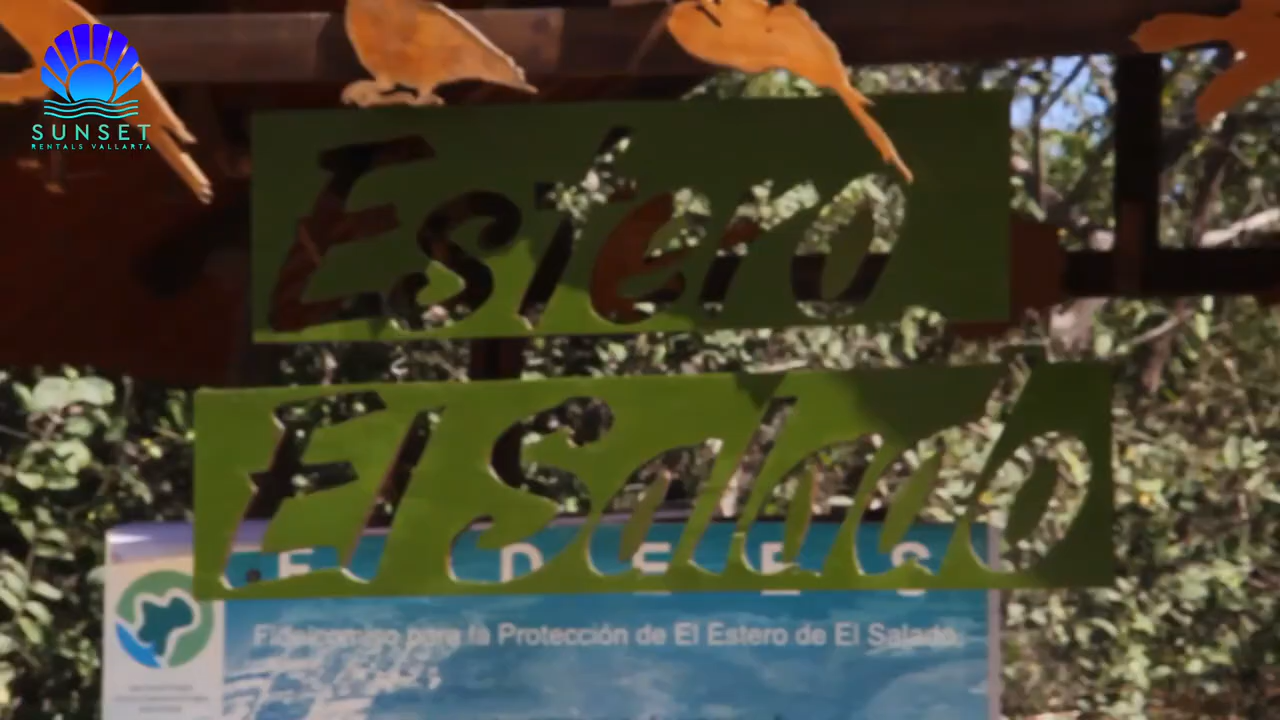 SUNSET
RENTALS VALLARTA
Estero
El Salado
F D E E S
Fideicomiso para la Protección de El Estero de El Salado